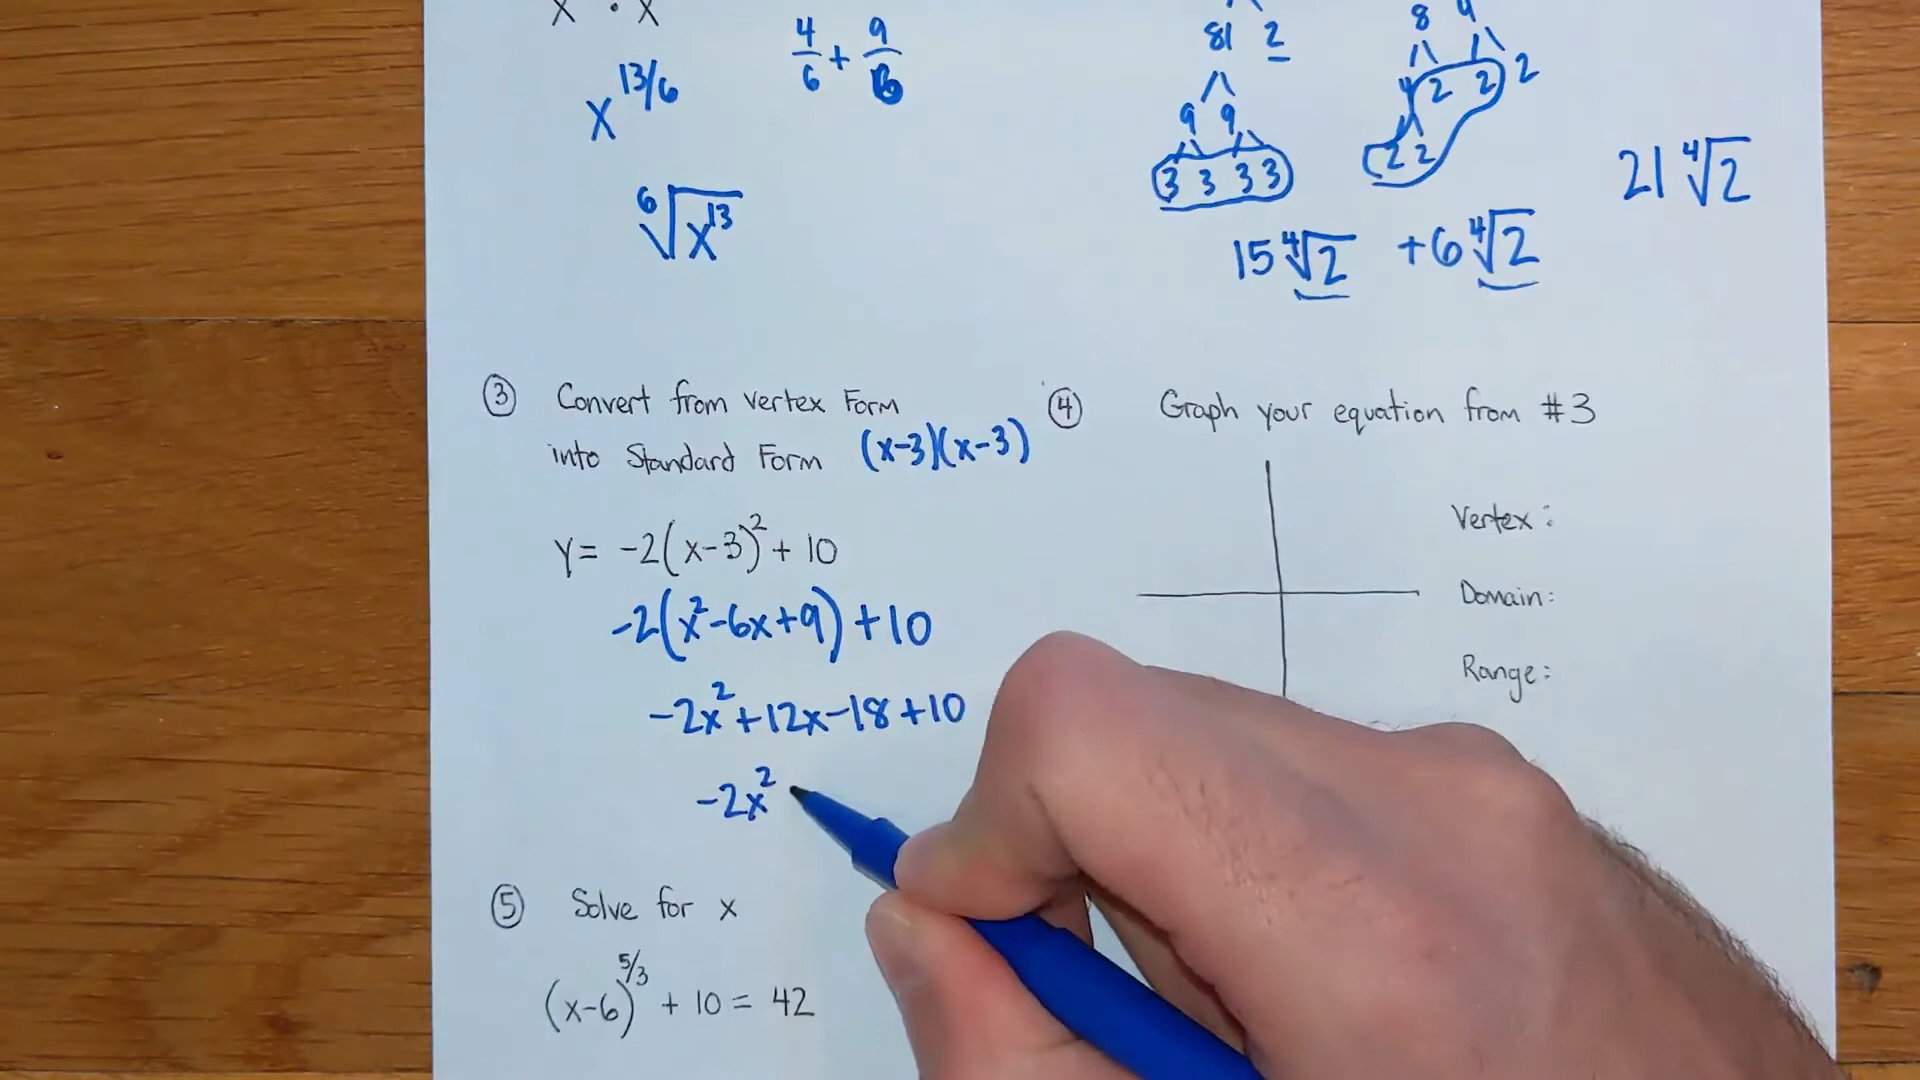 x · x
4/6 + 9/6
x^13/6
⁶√x^13
81 2
9 9
3 3 3 3
8 4
4 2 2 2
2 2
15 ⁴√2 + 6 ⁴√2
21 ⁴√2
③ Convert from Vertex Form
into Standard Form (x-3)(x-3)
y = -2(x-3)² + 10
-2(x²-6x+9) + 10
-2x²+12x-18+10
-2x²
④ Graph your equation from #3
Vertex:
Domain:
Range:
⑤ Solve for x
(x-6)^5/3 + 10 = 42